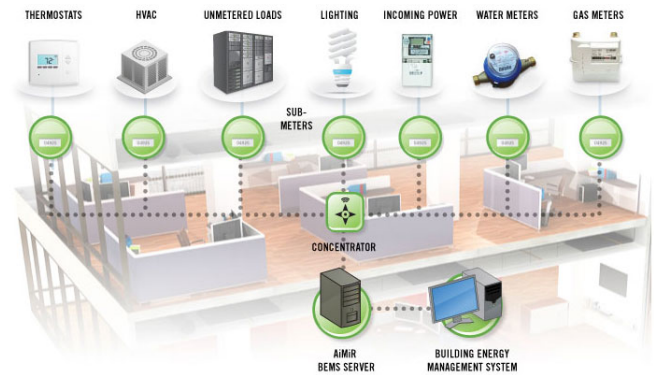 THERMOSTATS
HVAC
UNMETERED LOADS
LIGHTING
INCOMING POWER
WATER METERS
GAS METERS
72°
SUB-
METERS
CONCENTRATOR
AiMiR
BEMS SERVER
BUILDING ENERGY
MANAGEMENT SYSTEM